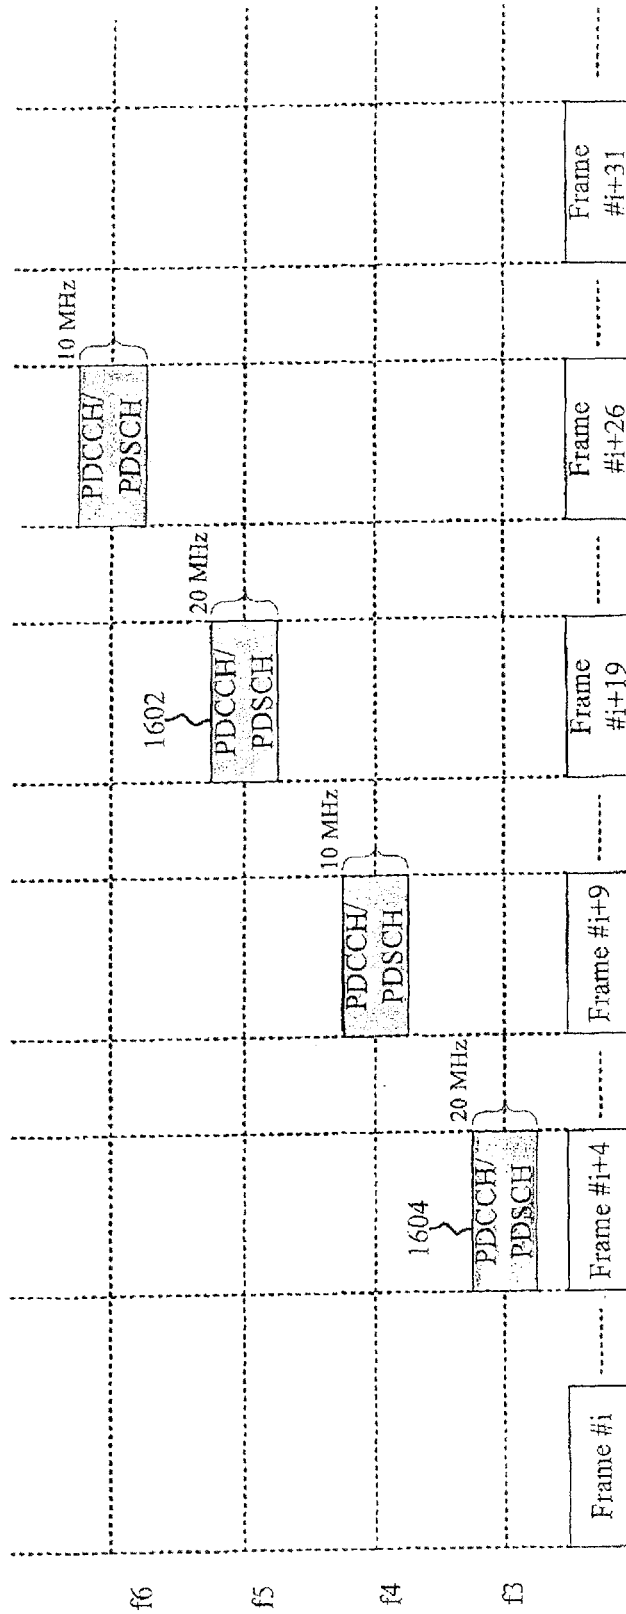 f6
10 MHz
PDCCH/
PDSCH
f5
20 MHz
1602
PDCCH/
PDSCH
f4
10 MHz
PDCCH/
PDSCH
f3
20 MHz
1604
PDCCH/
PDSCH
Frame #i
Frame #i+4
Frame #i+9
Frame
#i+19
Frame
#i+26
Frame
#i+31